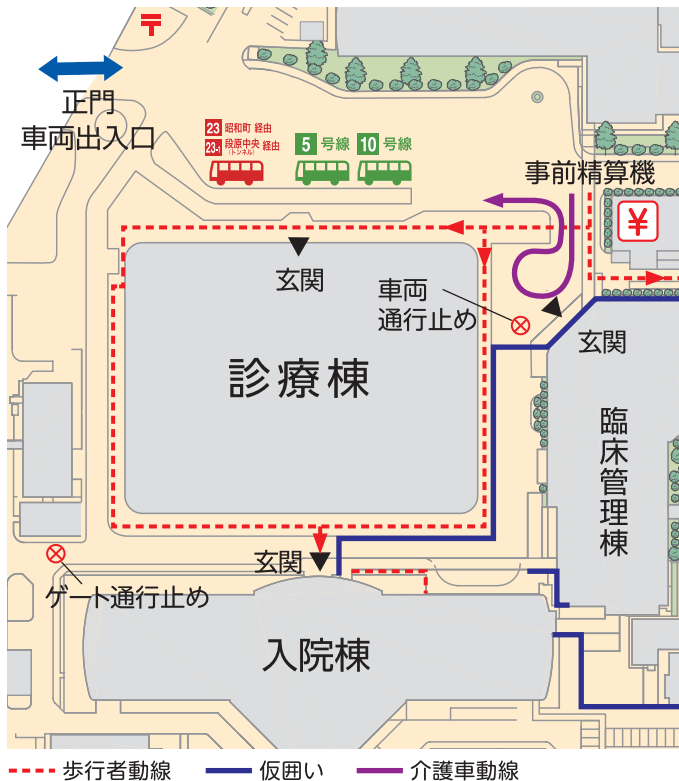 〒
正門
車両出入口
23 昭和町 経由
23-1 段原中央 経由
(トンネル)
5 号線
10 号線
事前精算機
¥
玄関
車両
通行止め
玄関
診療棟
臨床管理棟
玄関
ゲート通行止め
入院棟
歩行者動線
仮囲い
介護車動線